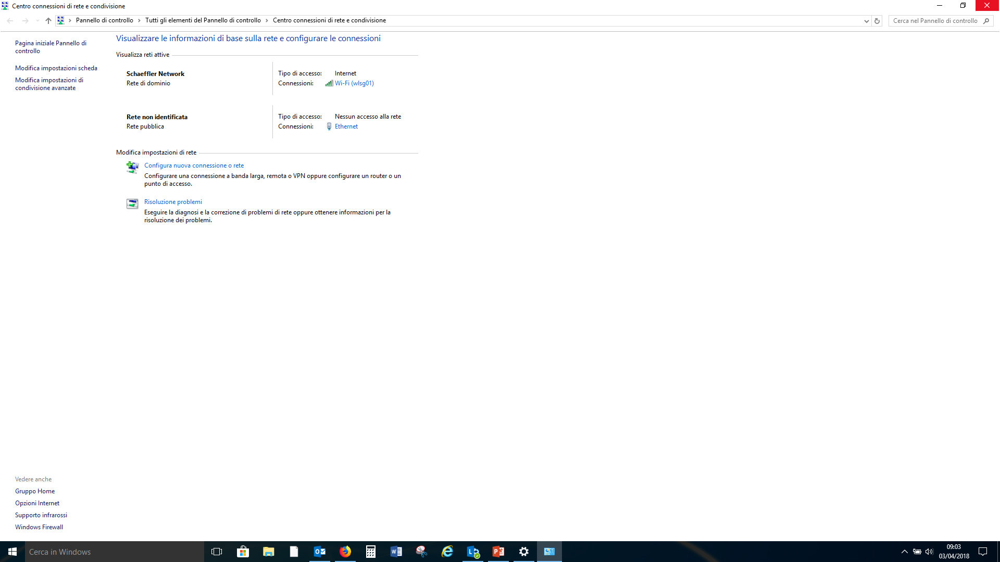 Centro connessioni di rete e condivisione
Pannello di controllo
Tutti gli elementi del Pannello di controllo
Centro connessioni di rete e condivisione
Cerca nel Pannello di controllo
Pagina iniziale Pannello di
controllo
Modifica impostazioni scheda
Modifica impostazioni di
condivisione avanzate
Visualizzare le informazioni di base sulla rete e configurare le connessioni
Visualizza reti attive
Schaeffler Network
Rete di dominio
Tipo di accesso: Internet
Connessioni: Wi-Fi (wlsg01)
Rete non identificata
Rete pubblica
Tipo di accesso: Nessun accesso alla rete
Connessioni: Ethernet
Modifica impostazioni di rete
Configura nuova connessione o rete
Configurare una connessione a banda larga, remota o VPN oppure configurare un router o un
punto di accesso.
Risoluzione problemi
Eseguire la diagnosi e la correzione di problemi di rete oppure ottenere informazioni per la
risoluzione dei problemi.
Vedere anche
Gruppo Home
Opzioni Internet
Supporto infrarossi
Windows Firewall
Cerca in Windows
09:03
03/04/2018